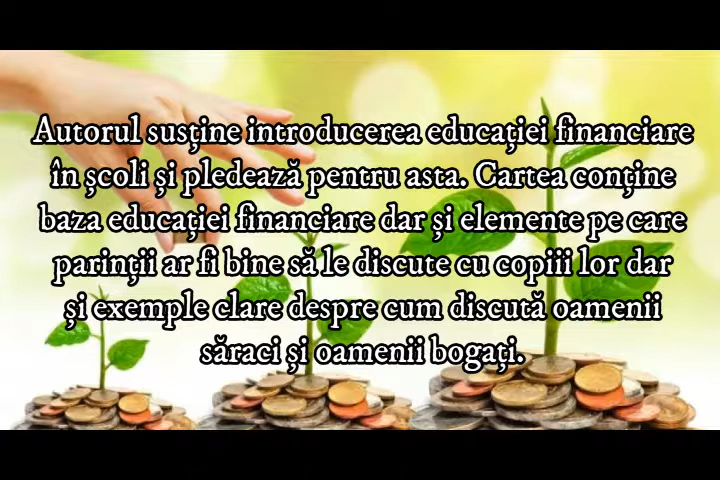 Autorul susține introducerea educației financiare
în școli și pledează pentru asta. Cartea conține
baza educației financiare dar și elemente pe care
parinții ar fi bine să le discute cu copiii lor dar
și exemple clare despre cum discută oamenii
săraci și oamenii bogați.